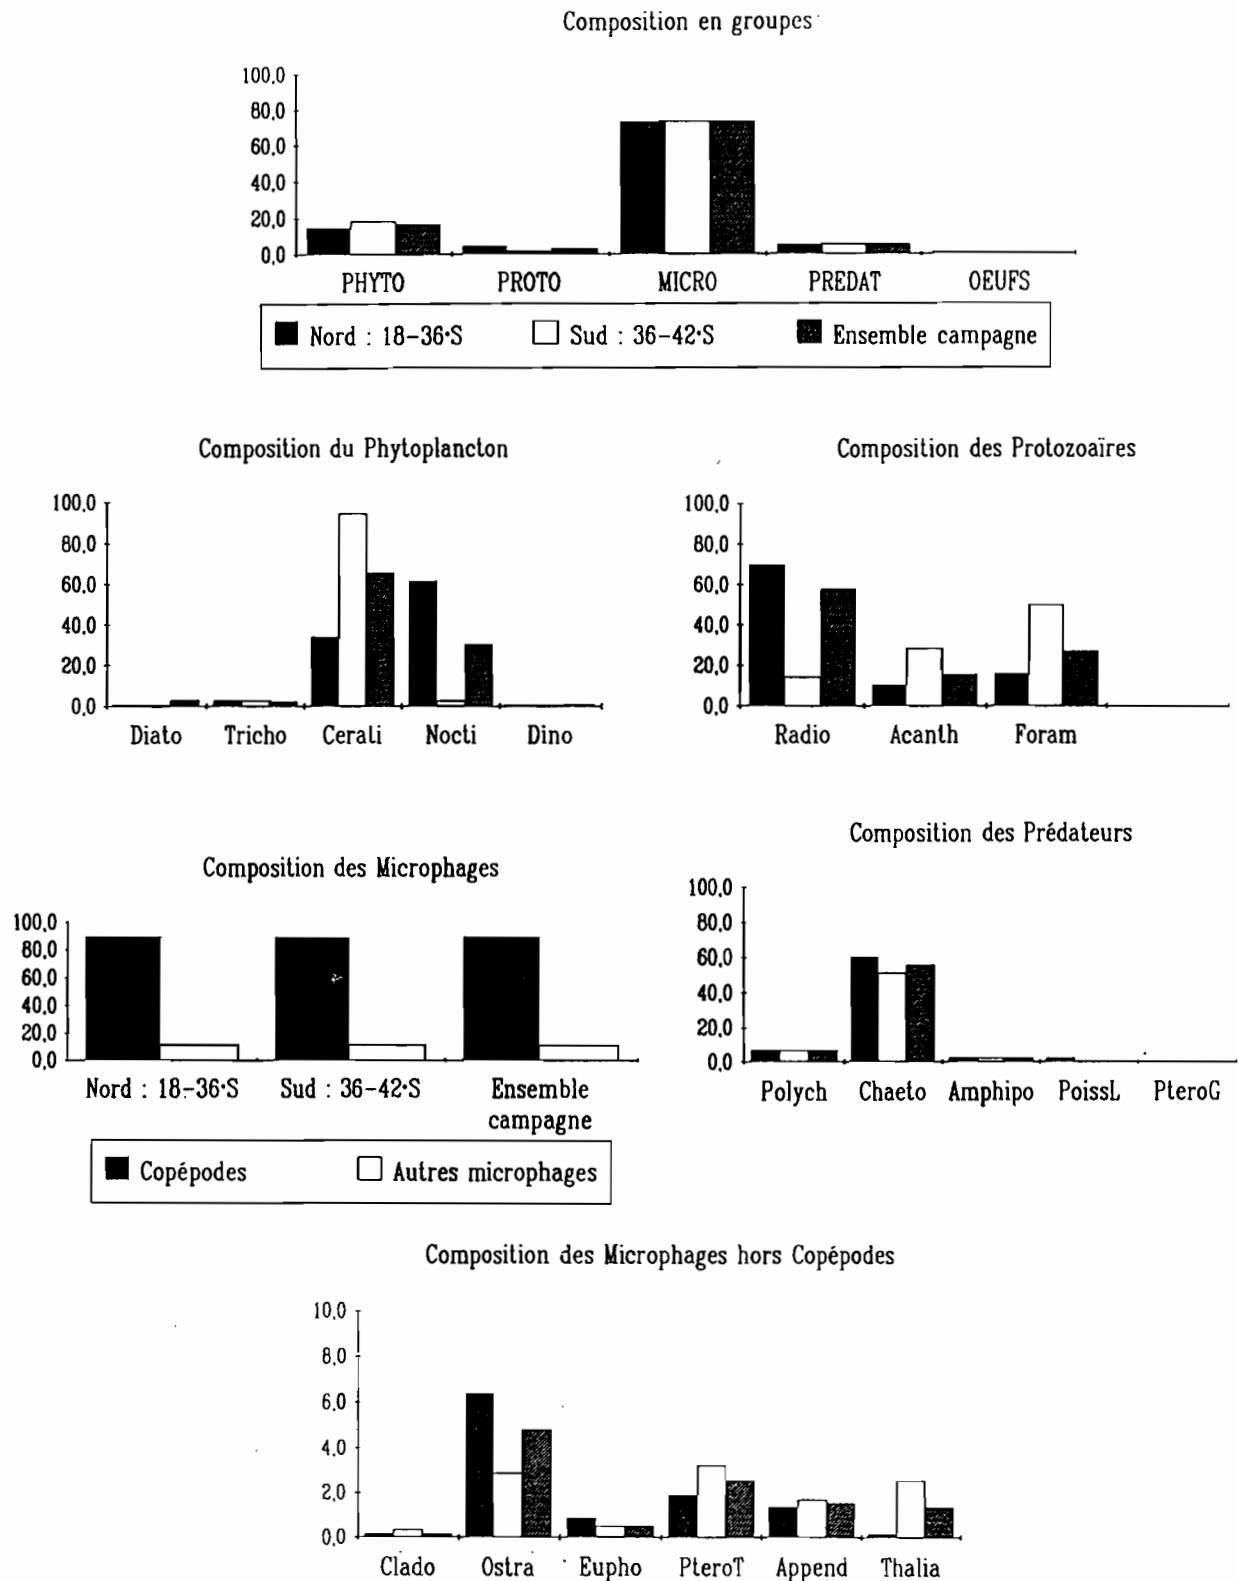 Composition en groupes
100,0
80,0
60,0
40,0
20,0
0,0
PHYTO PROTO MICRO PREDAT OEUFS
Nord : 18-36°S Sud : 36-42°S Ensemble campagne
Composition du Phytoplancton
100,0
80,0
60,0
40,0
20,0
0,0
Diato Tricho Cerati Nocti Dino
Composition des Protozoaïres
100,0
80,0
60,0
40,0
20,0
0,0
Radio Acanth Foram
Composition des Microphages
100,0
80,0
60,0
40,0
20,0
0,0
Nord : 18-36°S Sud : 36-42°S Ensemble
campagne
Copépodes Autres microphages
Composition des Prédateurs
100,0
80,0
60,0
40,0
20,0
0,0
Polych Chaeto Amphipo PoissL PteroG
Composition des Microphages hors Copépodes
10,0
8,0
6,0
4,0
2,0
0,0
Clado Ostra Eupho PteroT Append Thalia